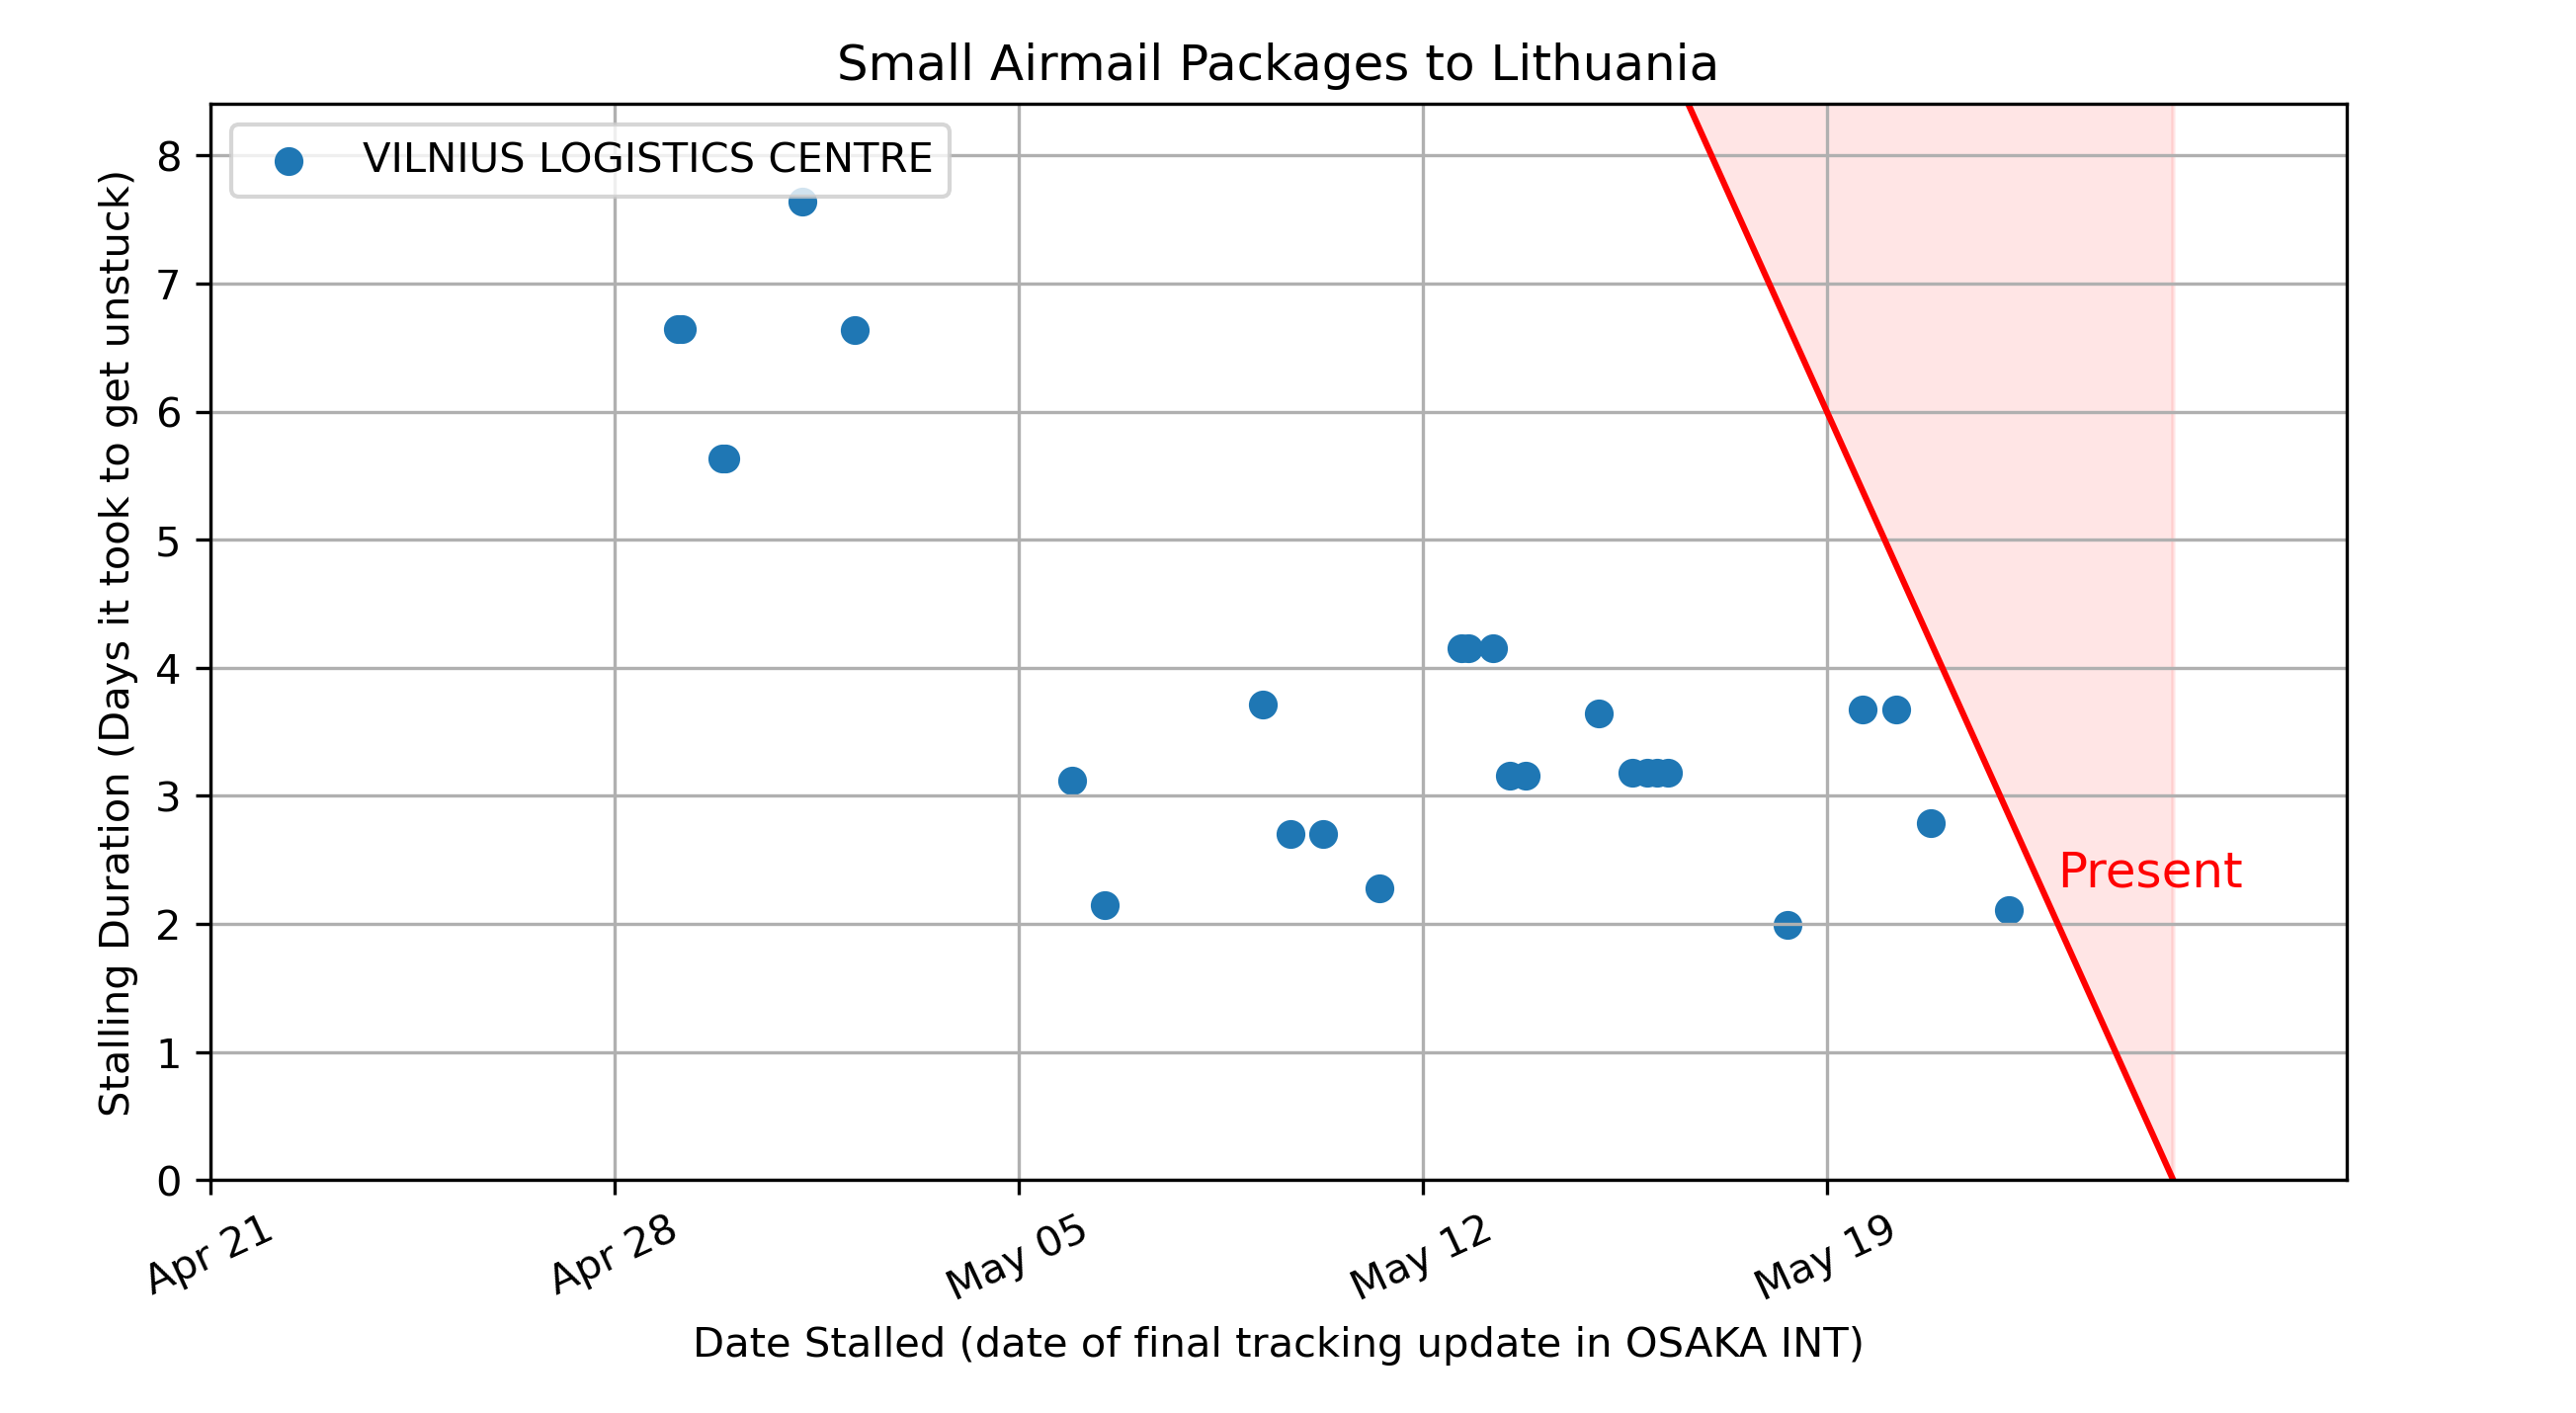 Small Airmail Packages to Lithuania
VILNIUS LOGISTICS CENTRE
Stalling Duration (Days it took to get unstuck)
8
7
6
5
4
3
2
1
0
Present
Apr 21
Apr 28
May 05
May 12
May 19
Date Stalled (date of final tracking update in OSAKA INT)